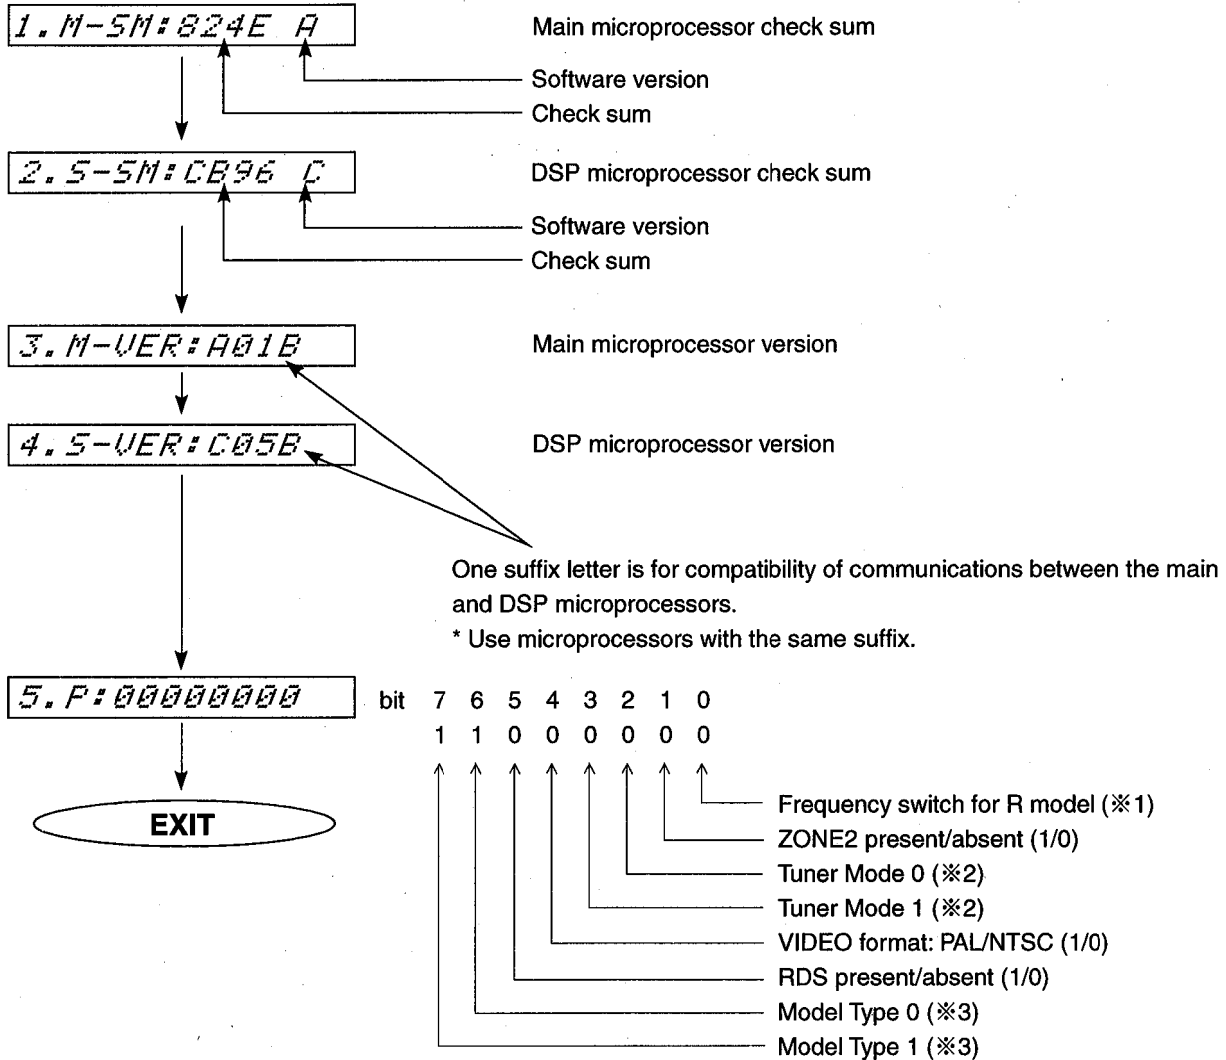 1.M-SM:824E A
Main microprocessor check sum
Software version
Check sum
2.S-SM:CB96 C
DSP microprocessor check sum
Software version
Check sum
3.M-VER:A01B
Main microprocessor version
4.S-VER:C05B
DSP microprocessor version
One suffix letter is for compatibility of communications between the main
and DSP microprocessors.
* Use microprocessors with the same suffix.
5.P:00000000
bit 7 6 5 4 3 2 1 0
1 1 0 0 0 0 0 0
EXIT
Frequency switch for R model (※1)
ZONE2 present/absent (1/0)
Tuner Mode 0 (※2)
Tuner Mode 1 (※2)
VIDEO format: PAL/NTSC (1/0)
RDS present/absent (1/0)
Model Type 0 (※3)
Model Type 1 (※3)